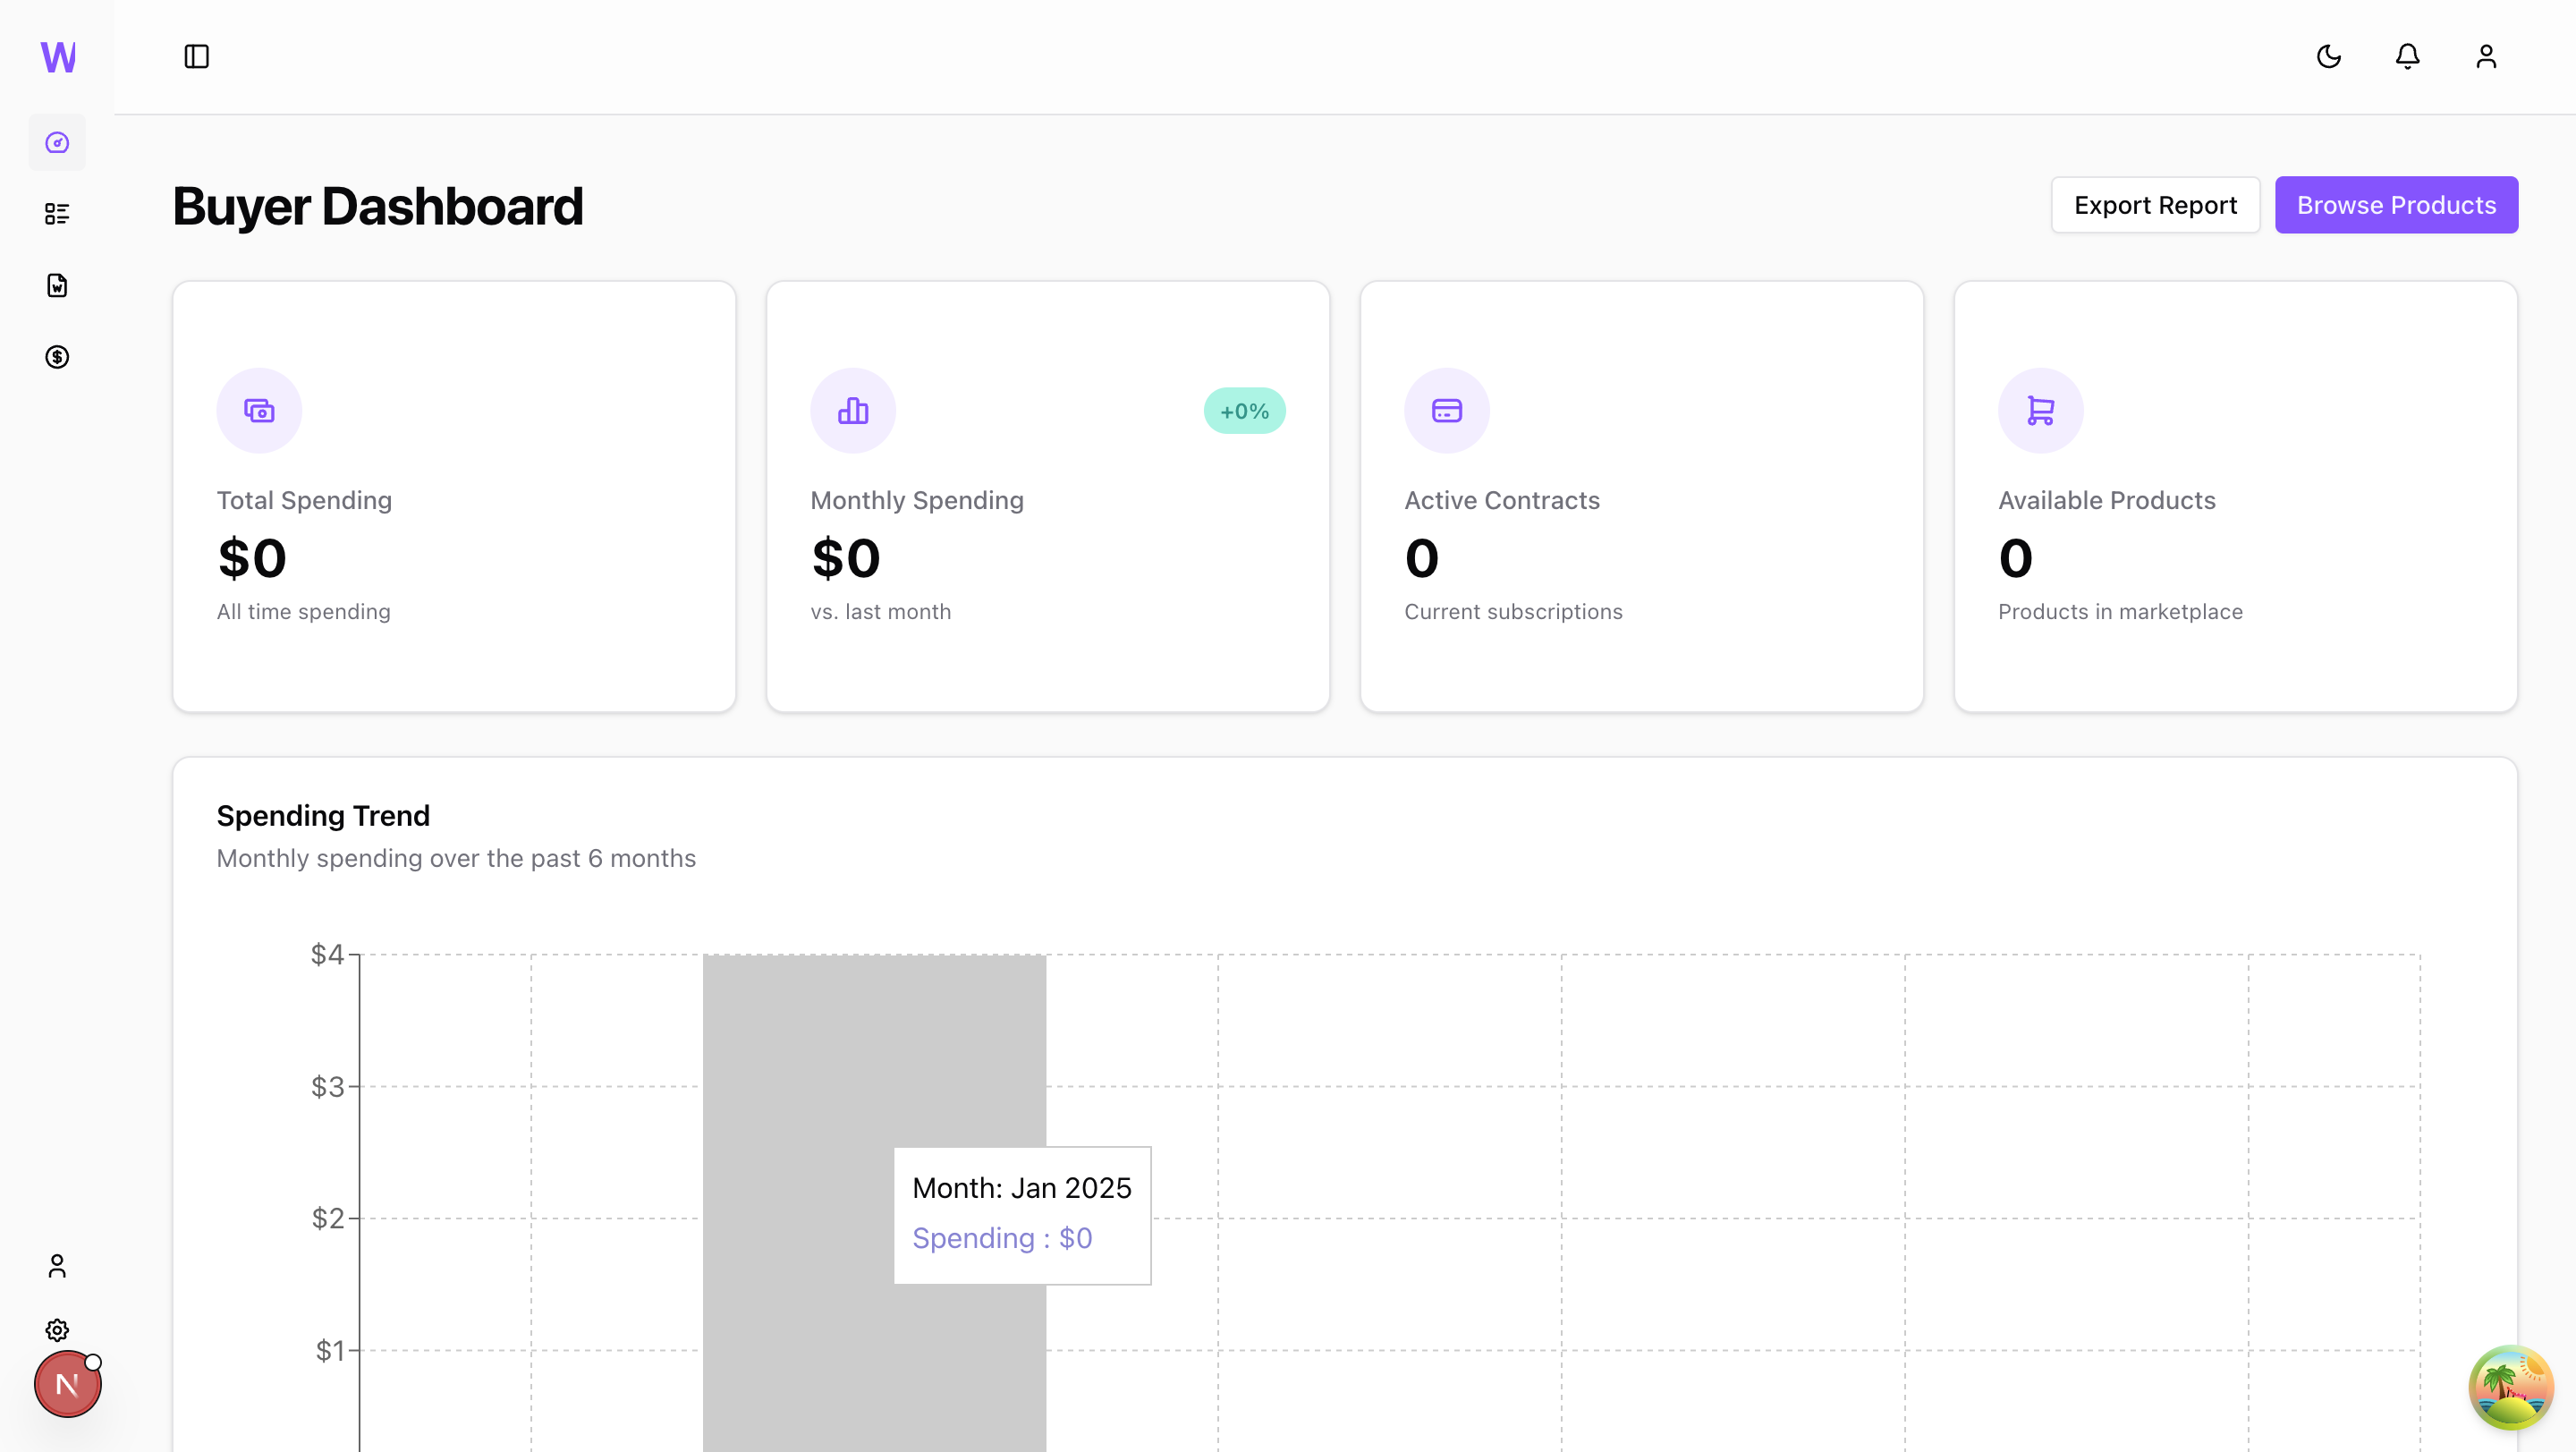 W
Buyer Dashboard
Export Report
Browse Products
+0%
Total Spending
$0
All time spending
Monthly Spending
$0
vs. last month
Active Contracts
0
Current subscriptions
Available Products
0
Products in marketplace
Spending Trend
Monthly spending over the past 6 months
$4
$3
$2
$1
Month: Jan 2025
Spending : $0
N